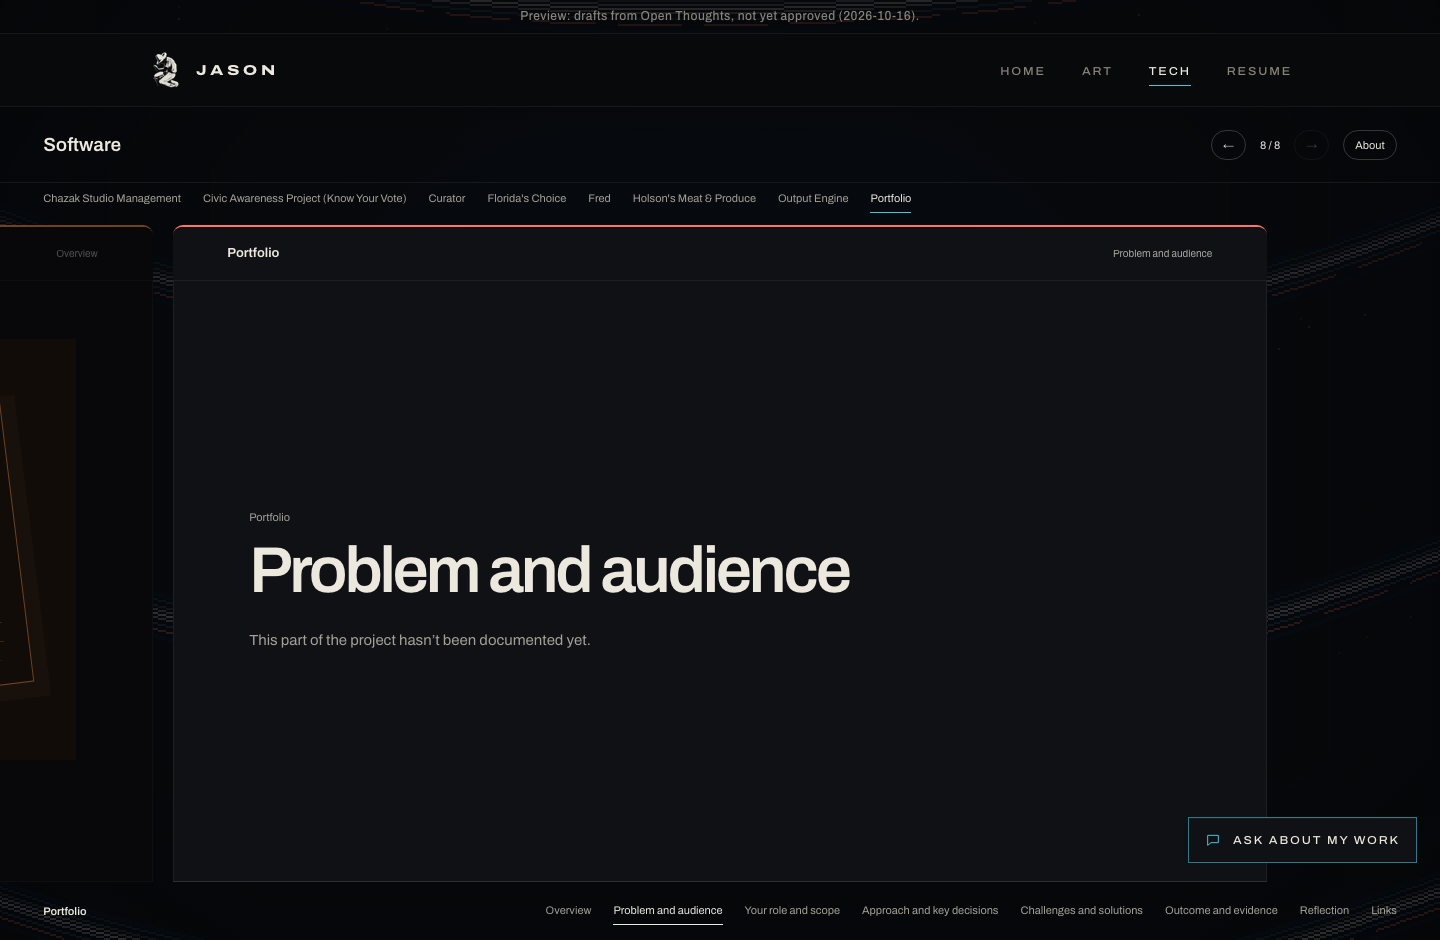 Preview: drafts from Open Thoughts, not yet approved (2026-10-16).
JASON
HOME ART TECH RESUME
Software
← 8 / 8 → About
Chazak Studio Management Civic Awareness Project (Know Your Vote) Curator Florida's Choice Fred Holson's Meat & Produce Output Engine Portfolio
Overview
Portfolio Problem and audience
Portfolio
Problem and audience
This part of the project hasn’t been documented yet.
ASK ABOUT MY WORK
Portfolio Overview Problem and audience Your role and scope Approach and key decisions Challenges and solutions Outcome and evidence Reflection Links